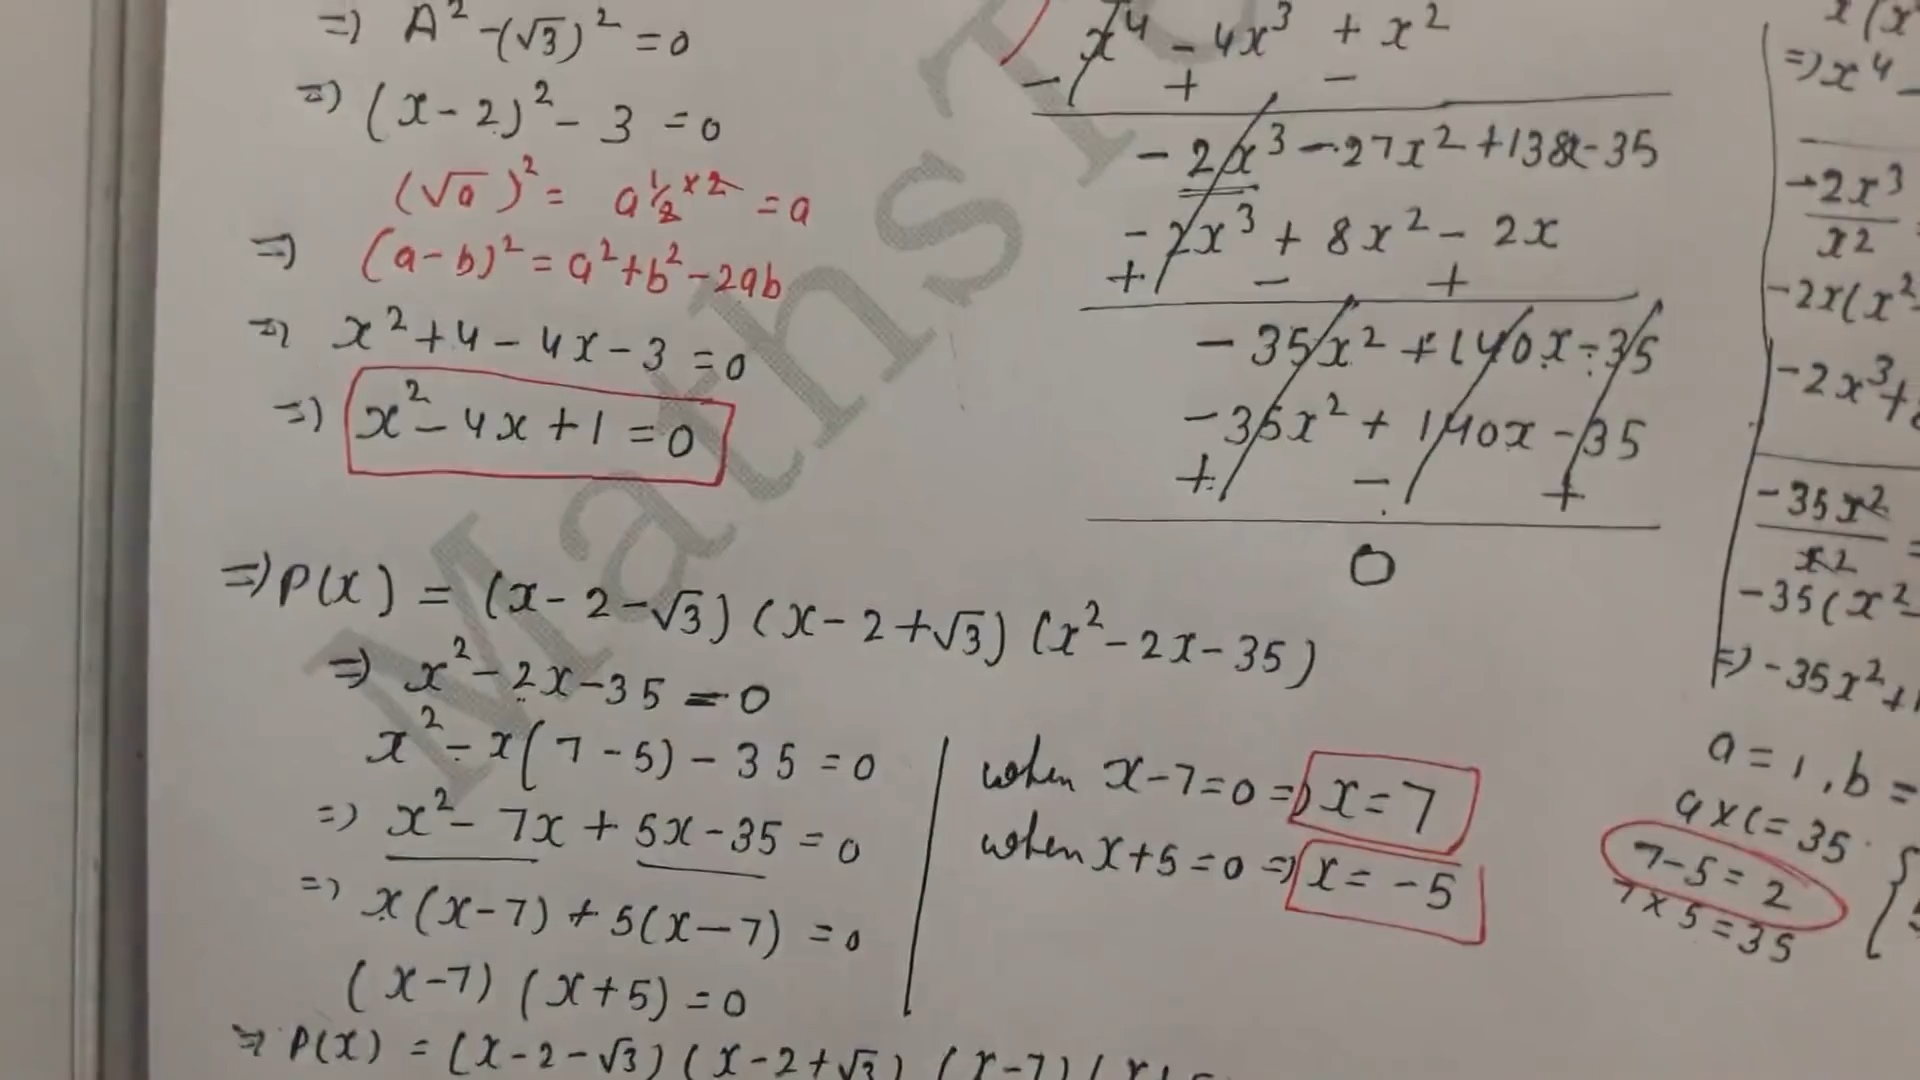 ⇒ A² - (√3)² = 0
⇒ (x - 2)² - 3 = 0
(√a)² = a^(1/2 × 2) = a
⇒ (a - b)² = a² + b² - 2ab
⇒ x² + 4 - 4x - 3 = 0
⇒ x² - 4x + 1 = 0
x⁴ - 4x³ + x²
- + -
- 2x³ - 27x² + 138x - 35
- 2x³ + 8x² - 2x
+ - +
- 35x² + 140x - 35
- 35x² + 140x - 35
+ - +
0
⇒ x⁴ -
-2x³
x²
-2x(x²
-2x³ +
-35x²
x²
-35(x²-
⇒ -35x² +
⇒ P(x) = (x - 2 - √3) (x - 2 + √3) (x² - 2x - 35)
⇒ x² - 2x - 35 = 0
x² - x(7 - 5) - 35 = 0
⇒ x² - 7x + 5x - 35 = 0
⇒ x(x - 7) + 5(x - 7) = 0
(x - 7) (x + 5) = 0
when x - 7 = 0 ⇒ x = 7
when x + 5 = 0 ⇒ x = -5
a = 1, b =
a x c = 35
7 - 5 = 2
7 x 5 = 35
⇒ P(x) = (x - 2 - √3) (x - 2 + √3) (x - 7) (x +
Maths